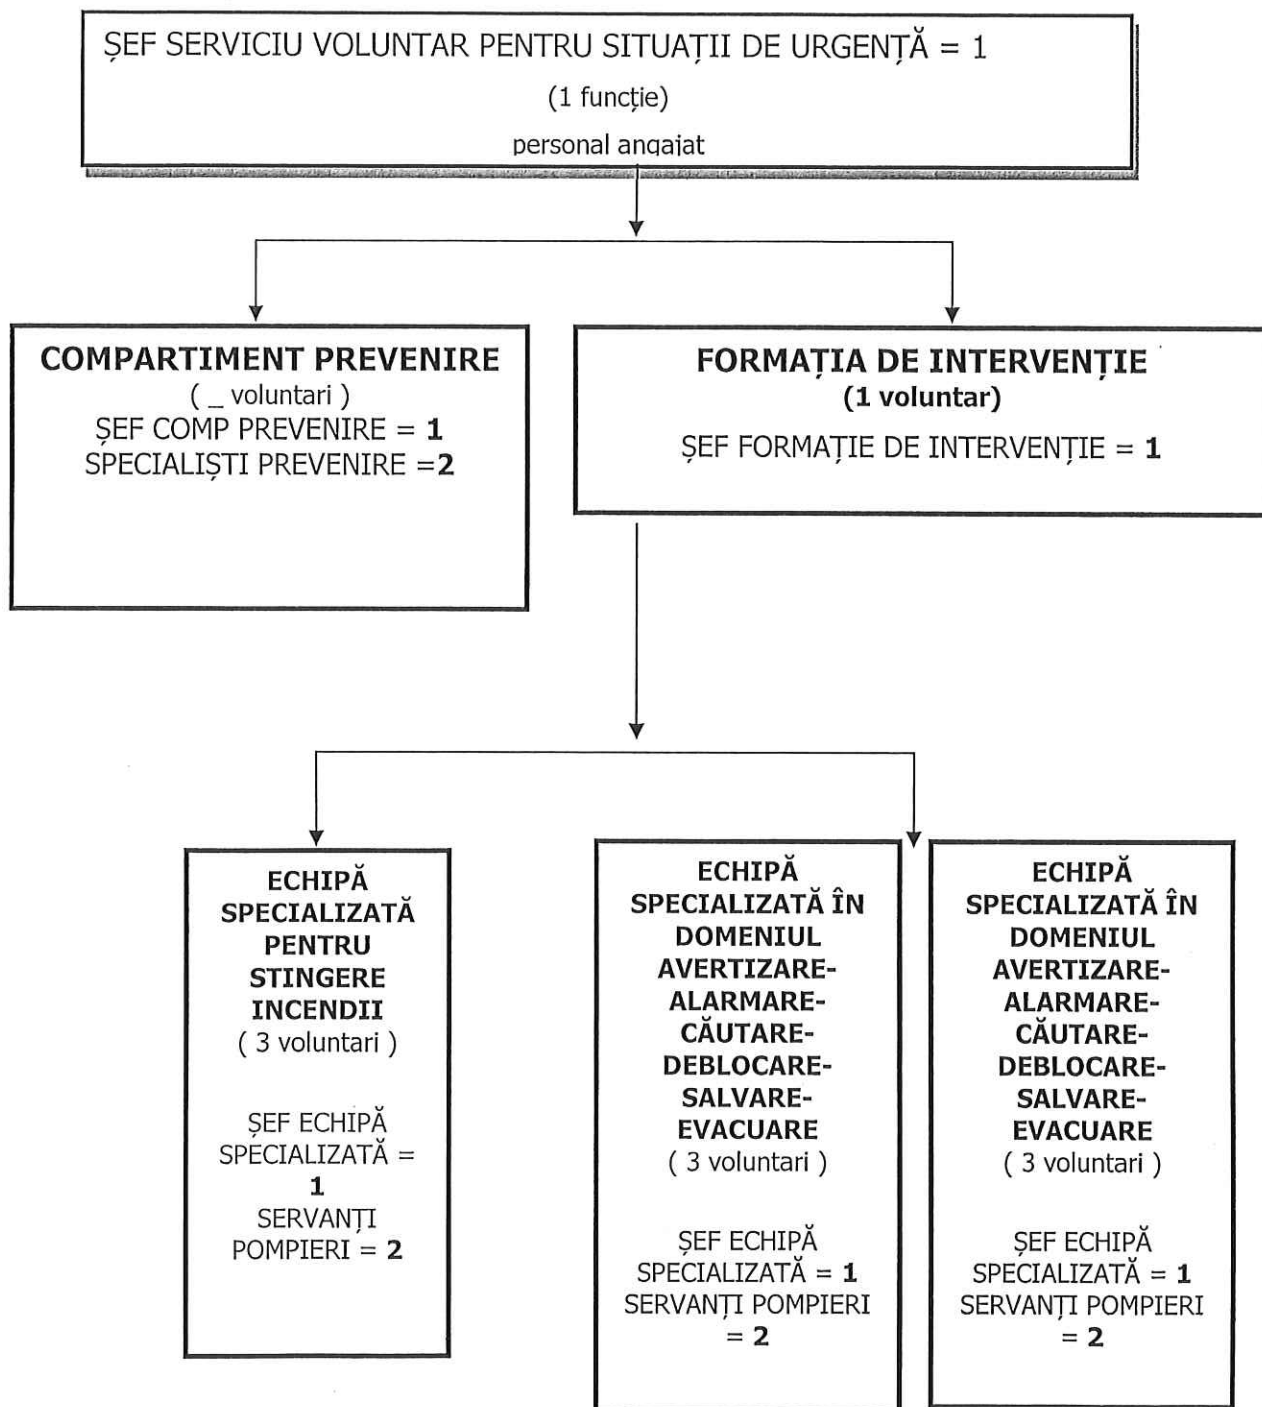 ȘEF SERVICIU VOLUNTAR PENTRU SITUAȚII DE URGENȚĂ = 1
(1 funcție)
personal angajat
COMPARTIMENT PREVENIRE
( _ voluntari )
ȘEF COMP PREVENIRE = 1
SPECIALIȘTI PREVENIRE =2
FORMAȚIA DE INTERVENȚIE
(1 voluntar)
ȘEF FORMAȚIE DE INTERVENȚIE = 1
ECHIPĂ
SPECIALIZATĂ
PENTRU
STINGERE
INCENDII
( 3 voluntari )
ȘEF ECHIPĂ
SPECIALIZATĂ =
1
SERVANȚI
POMPIERI = 2
ECHIPĂ
SPECIALIZATĂ ÎN
DOMENIUL
AVERTIZARE-
ALARMARE-
CĂUTARE-
DEBLOCARE-
SALVARE-
EVACUARE
( 3 voluntari )
ȘEF ECHIPĂ
SPECIALIZATĂ = 1
SERVANȚI POMPIERI
= 2
ECHIPĂ
SPECIALIZATĂ ÎN
DOMENIUL
AVERTIZARE-
ALARMARE-
CĂUTARE-
DEBLOCARE-
SALVARE-
EVACUARE
( 3 voluntari )
ȘEF ECHIPĂ
SPECIALIZATĂ = 1
SERVANȚI POMPIERI
= 2